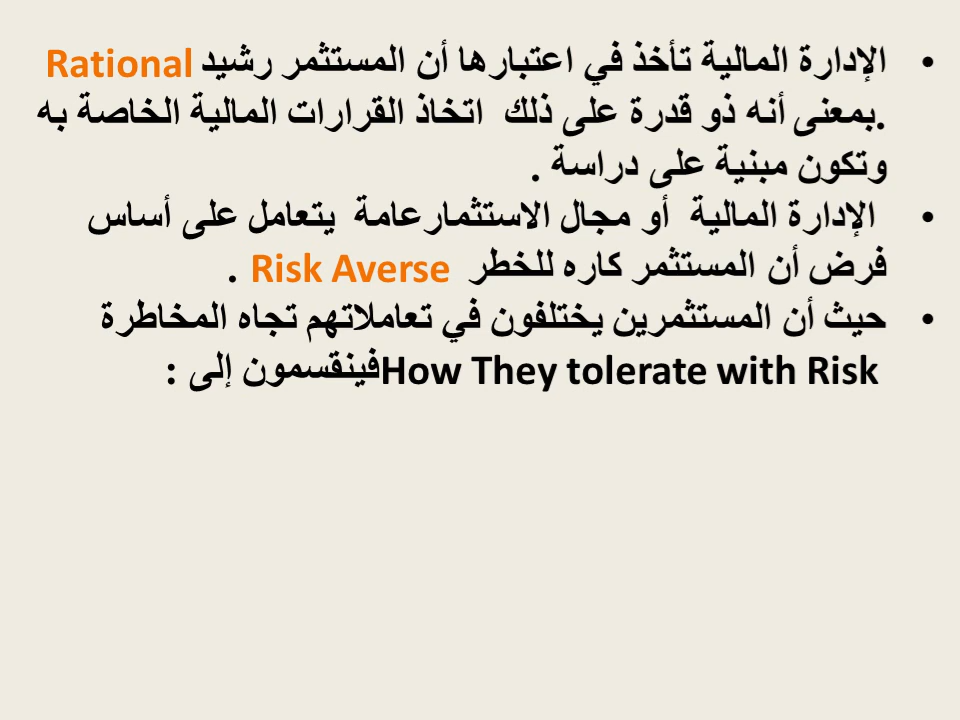 • الإدارة المالية تأخذ في اعتبارها أن المستثمر رشيد Rational
.بمعنى أنه ذو قدرة على ذلك اتخاذ القرارات المالية الخاصة به
وتكون مبنية على دراسة .
• الإدارة المالية أو مجال الاستثمارعامة يتعامل على أساس
فرض أن المستثمر كاره للخطر Risk Averse .
• حيث أن المستثمرين يختلفون في تعاملاتهم تجاه المخاطرة
How They tolerate with Riskفينقسمون إلى :